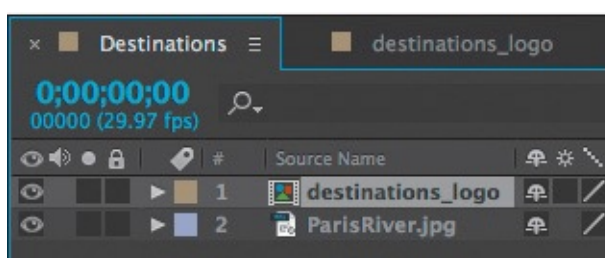 Destinations destinations_logo
0;00;00;00
00000 (29.97 fps)
# Source Name
1 destinations_logo
2 ParisRiver.jpg